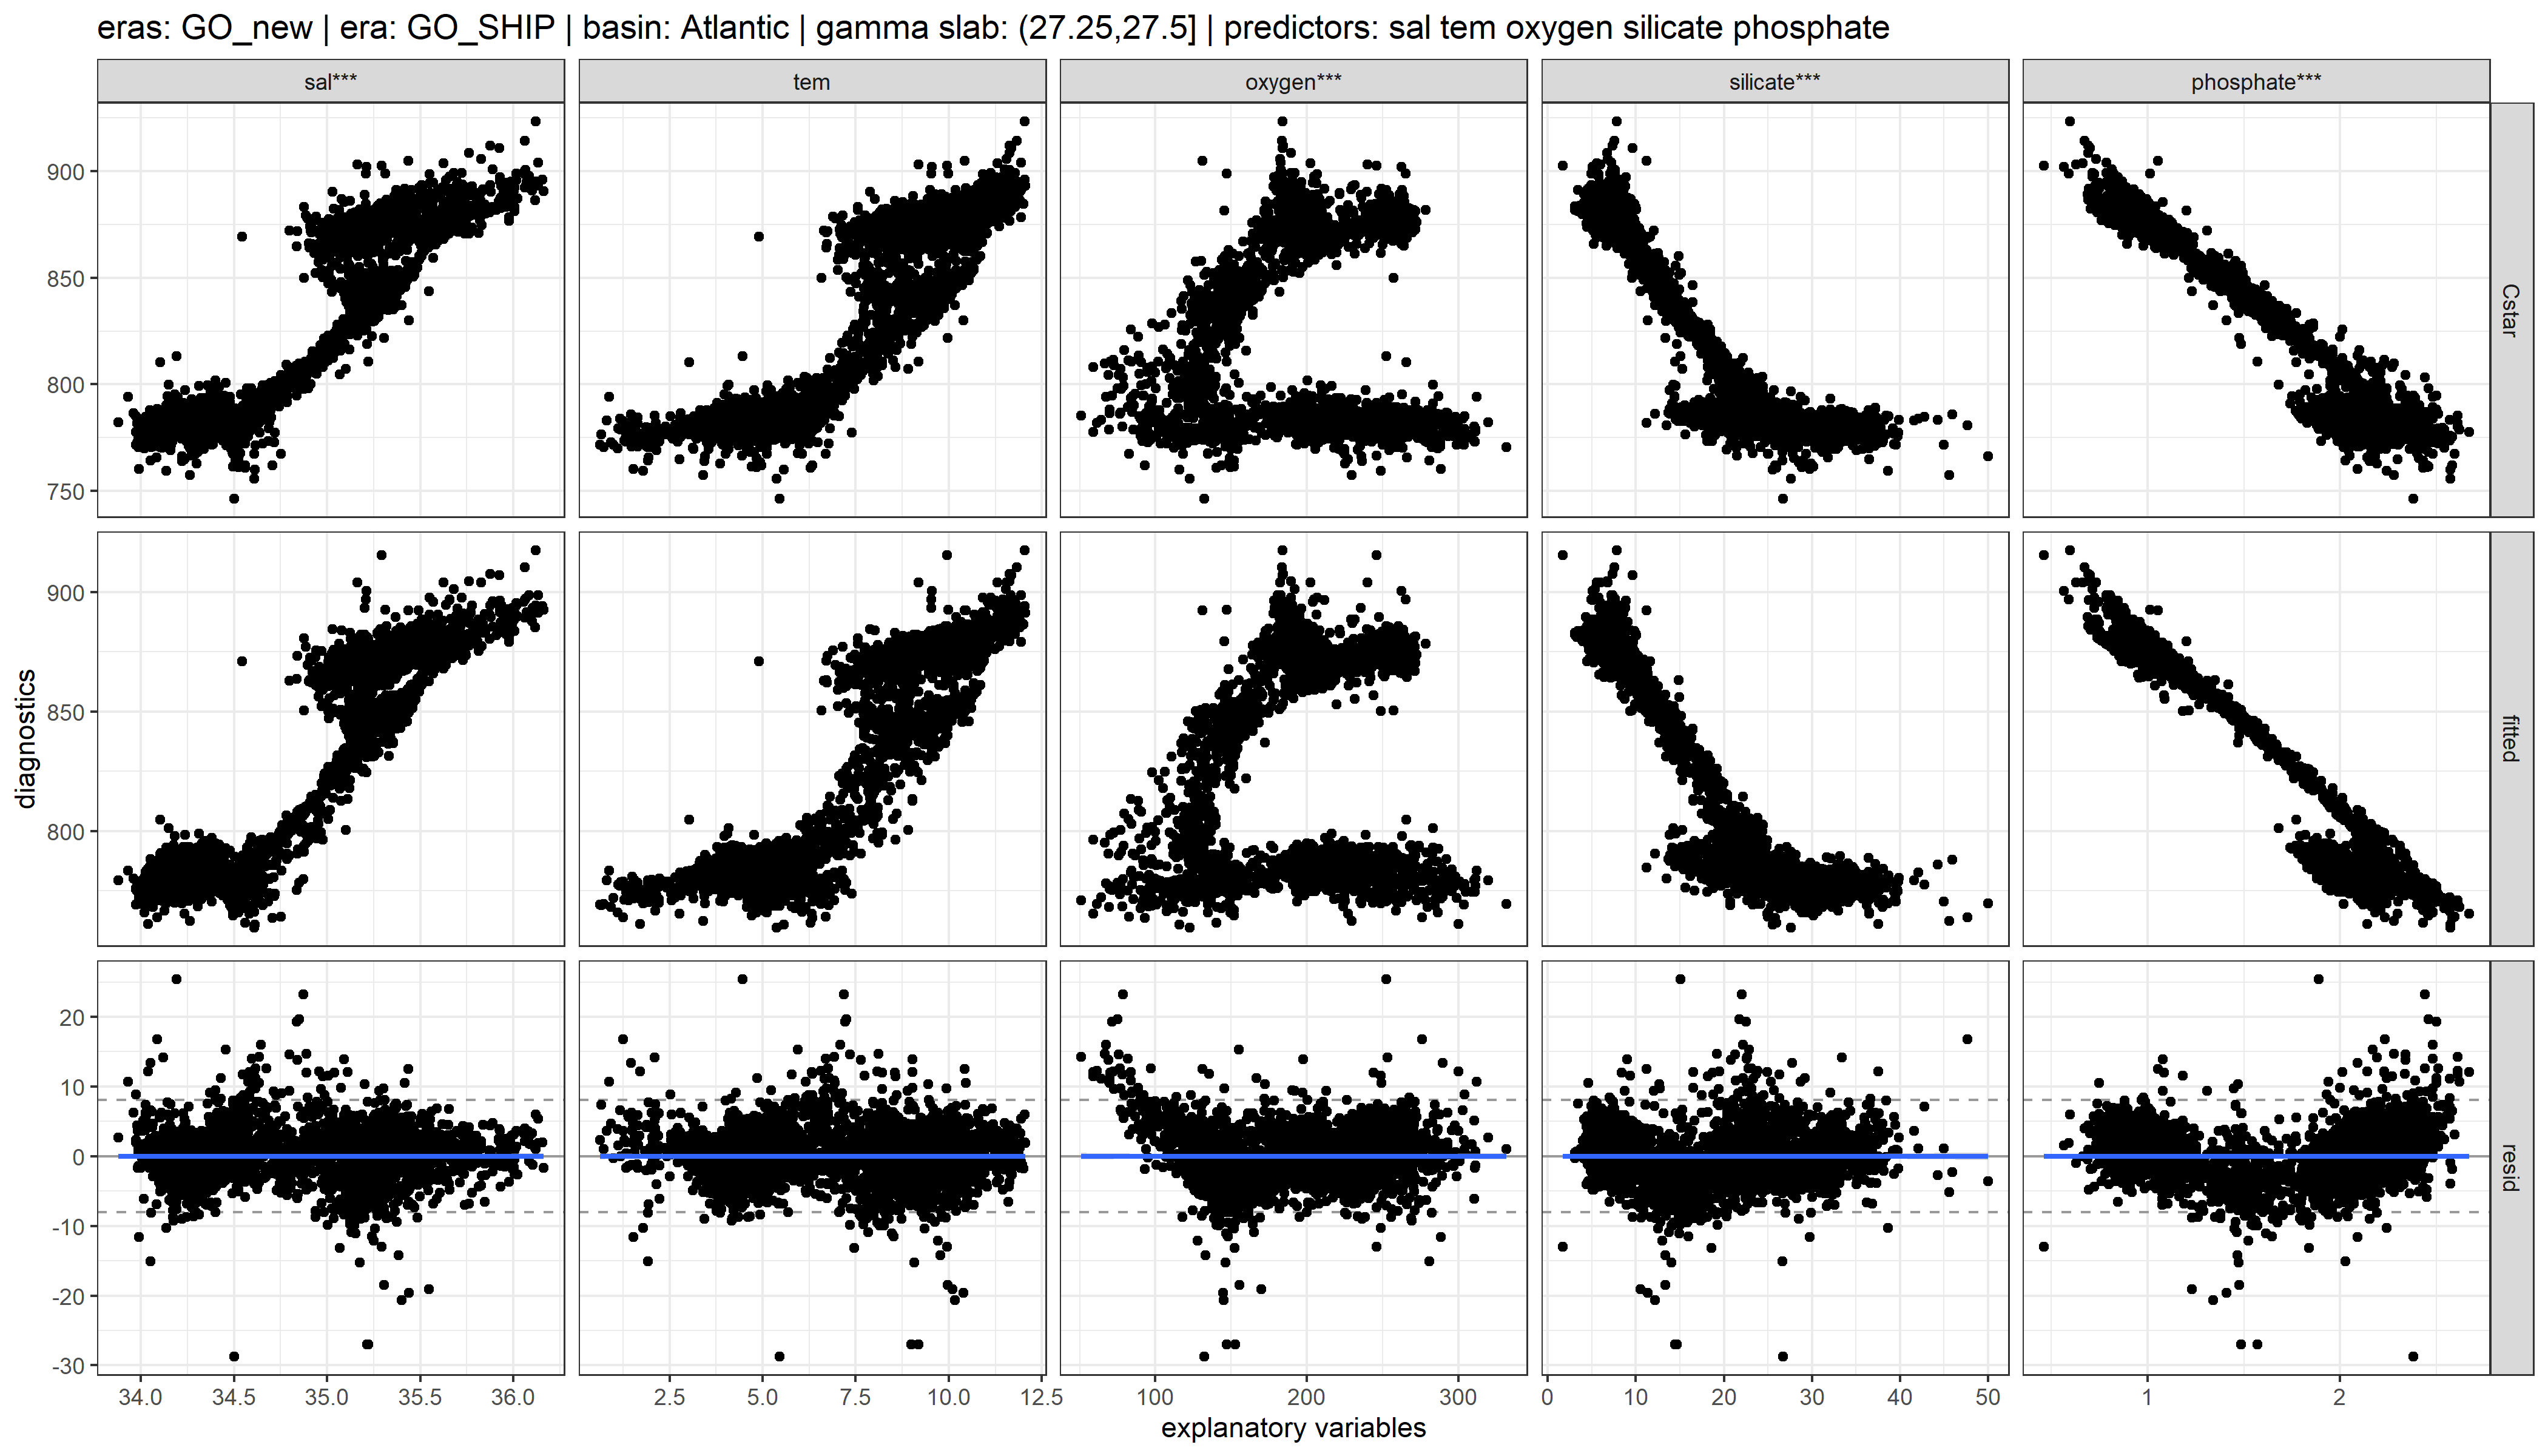 eras: GO_new | era: GO_SHIP | basin: Atlantic | gamma slab: (27.25,27.5] | predictors: sal tem oxygen silicate phosphate
sal*** tem oxygen*** silicate*** phosphate***
900
850
800
750
Cstar
900
850
800
fitted
diagnostics
20
10
0
-10
-20
-30
resid
34.0 34.5 35.0 35.5 36.0 2.5 5.0 7.5 10.0 12.5 100 200 300 0 10 20 30 40 50 1 2
explanatory variables